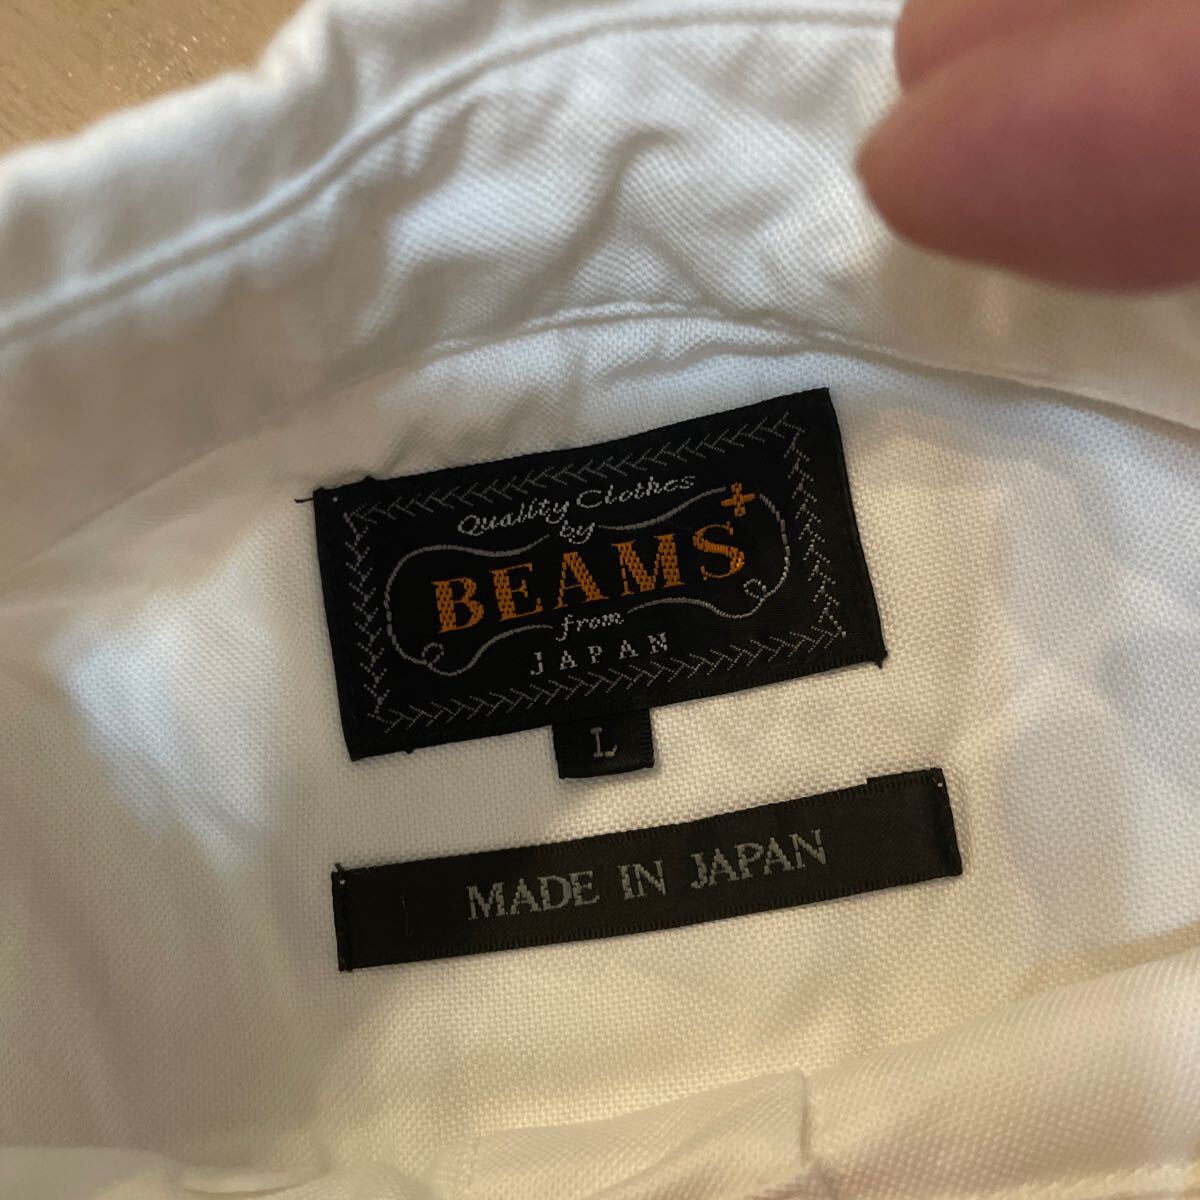 Quality Clothes
by
BEAMS+
from
JAPAN
L
MADE IN JAPAN